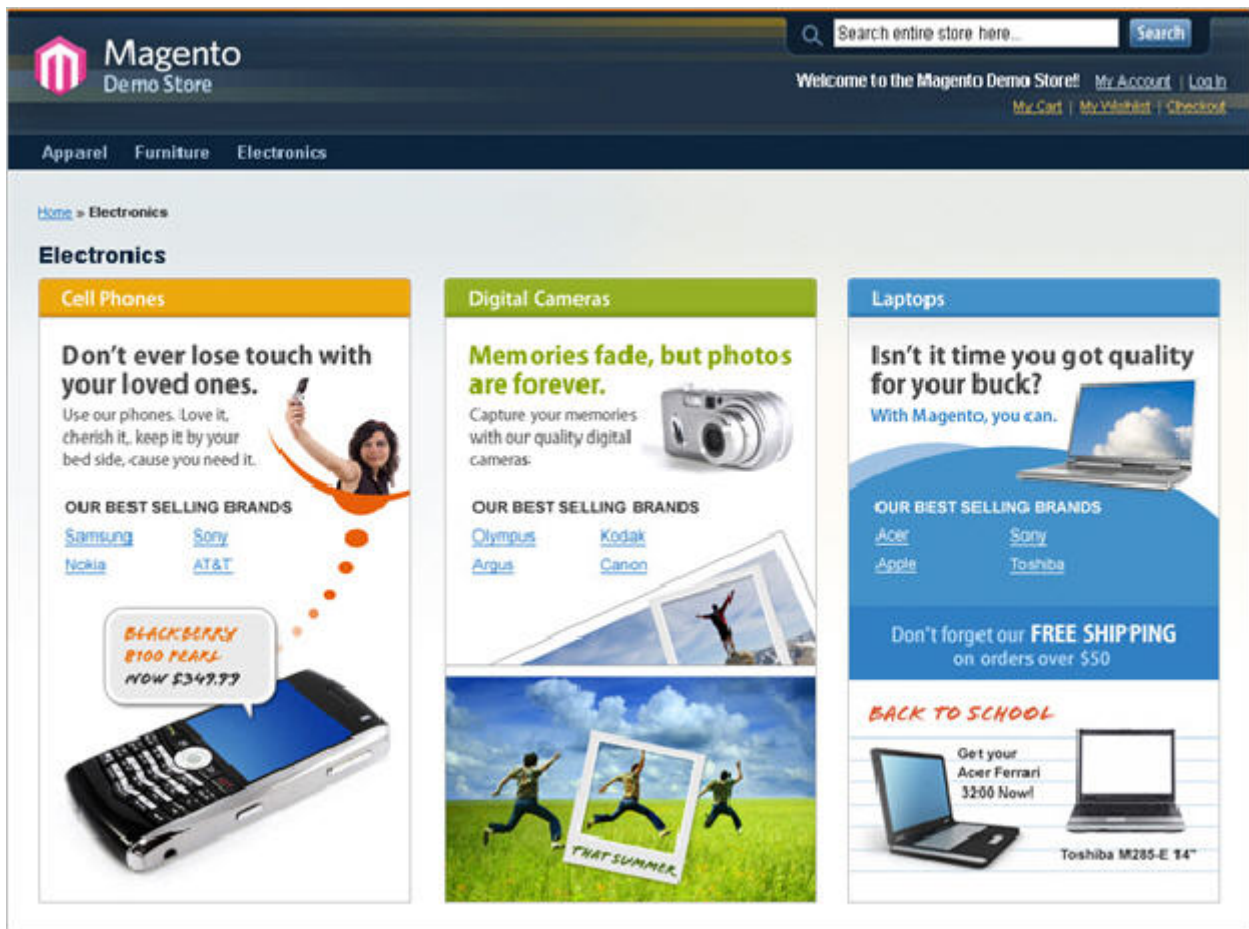 Magento
Demo Store
Search entire store here...
Search
Welcome to the Magento Demo Store!! My Account | Log In
My Cart | My Wishlist | Checkout
Apparel Furniture Electronics
Home » Electronics
Electronics
Cell Phones
Don't ever lose touch with
your loved ones.
Use our phones. Love it,
cherish it, keep it by your
bed side, cause you need it.
OUR BEST SELLING BRANDS
Samsung Sony
Nokia AT&T
BLACKBERRY
8100 PEARL
NOW $349.99
Digital Cameras
Memories fade, but photos
are forever.
Capture your memories
with our quality digital
cameras
OUR BEST SELLING BRANDS
Olympus Kodak
Argus Canon
THAT SUMMER
Laptops
Isn't it time you got quality
for your buck?
With Magento, you can.
OUR BEST SELLING BRANDS
Acer Sony
Apple Toshiba
Don't forget our FREE SHIPPING
on orders over $50
BACK TO SCHOOL
Get your
Acer Ferrari
3200 Now!
Toshiba M285-E 14"